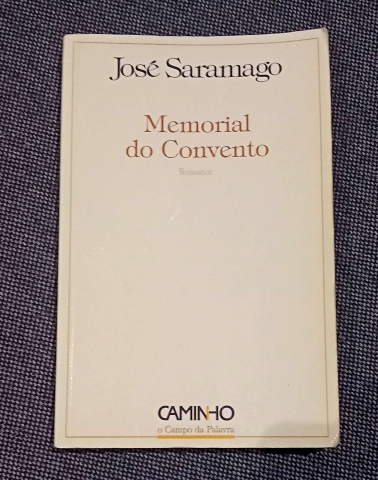 José Saramago
Memorial
do Convento
Romance
CAMINHO
o Campo da Palavra